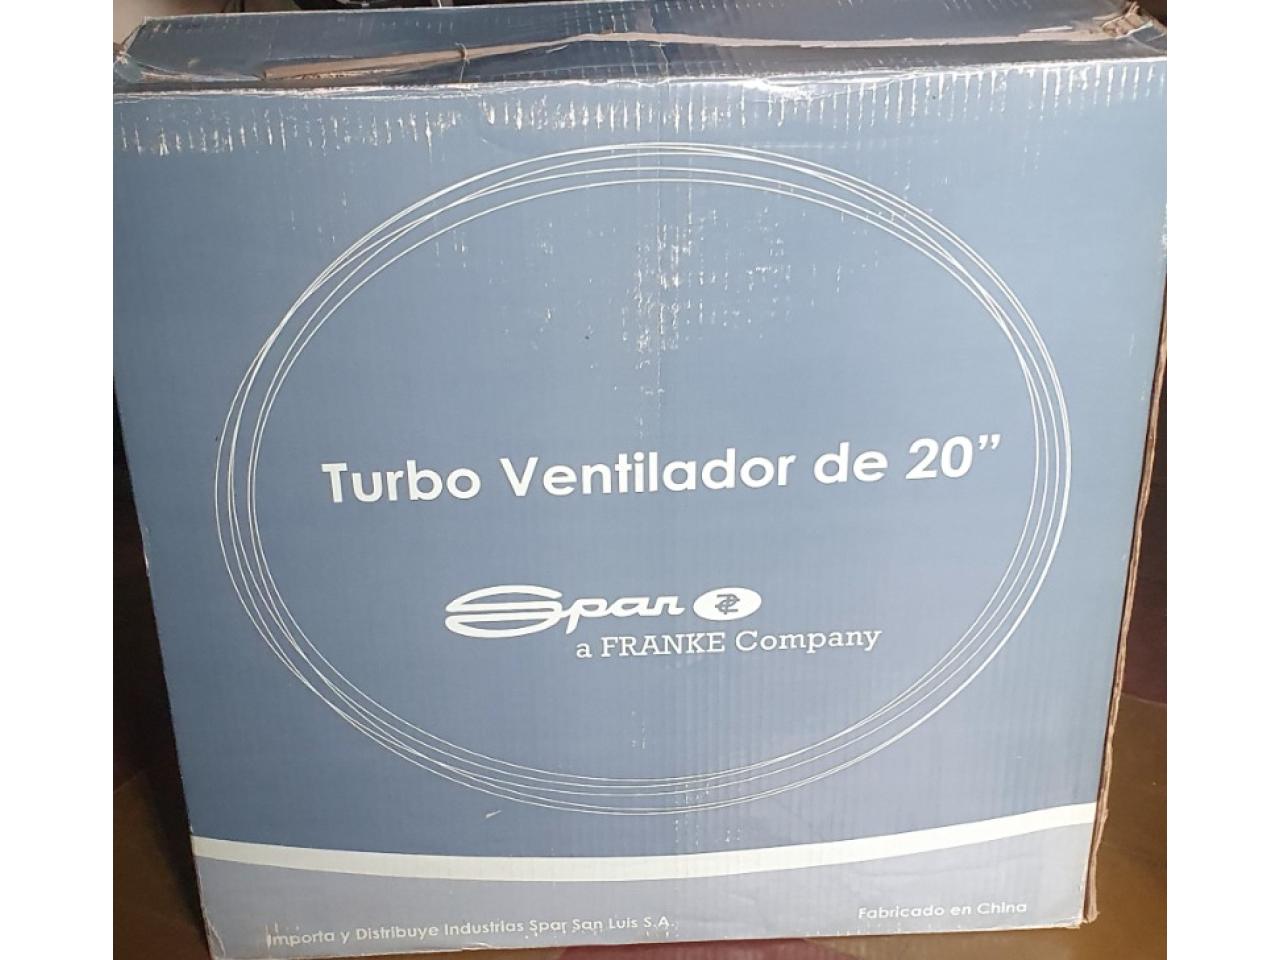 Turbo Ventilador de 20”
Spar
a FRANKE Company
Importa y Distribuye Industrias Spar San Luis S.A.
Fabricado en China